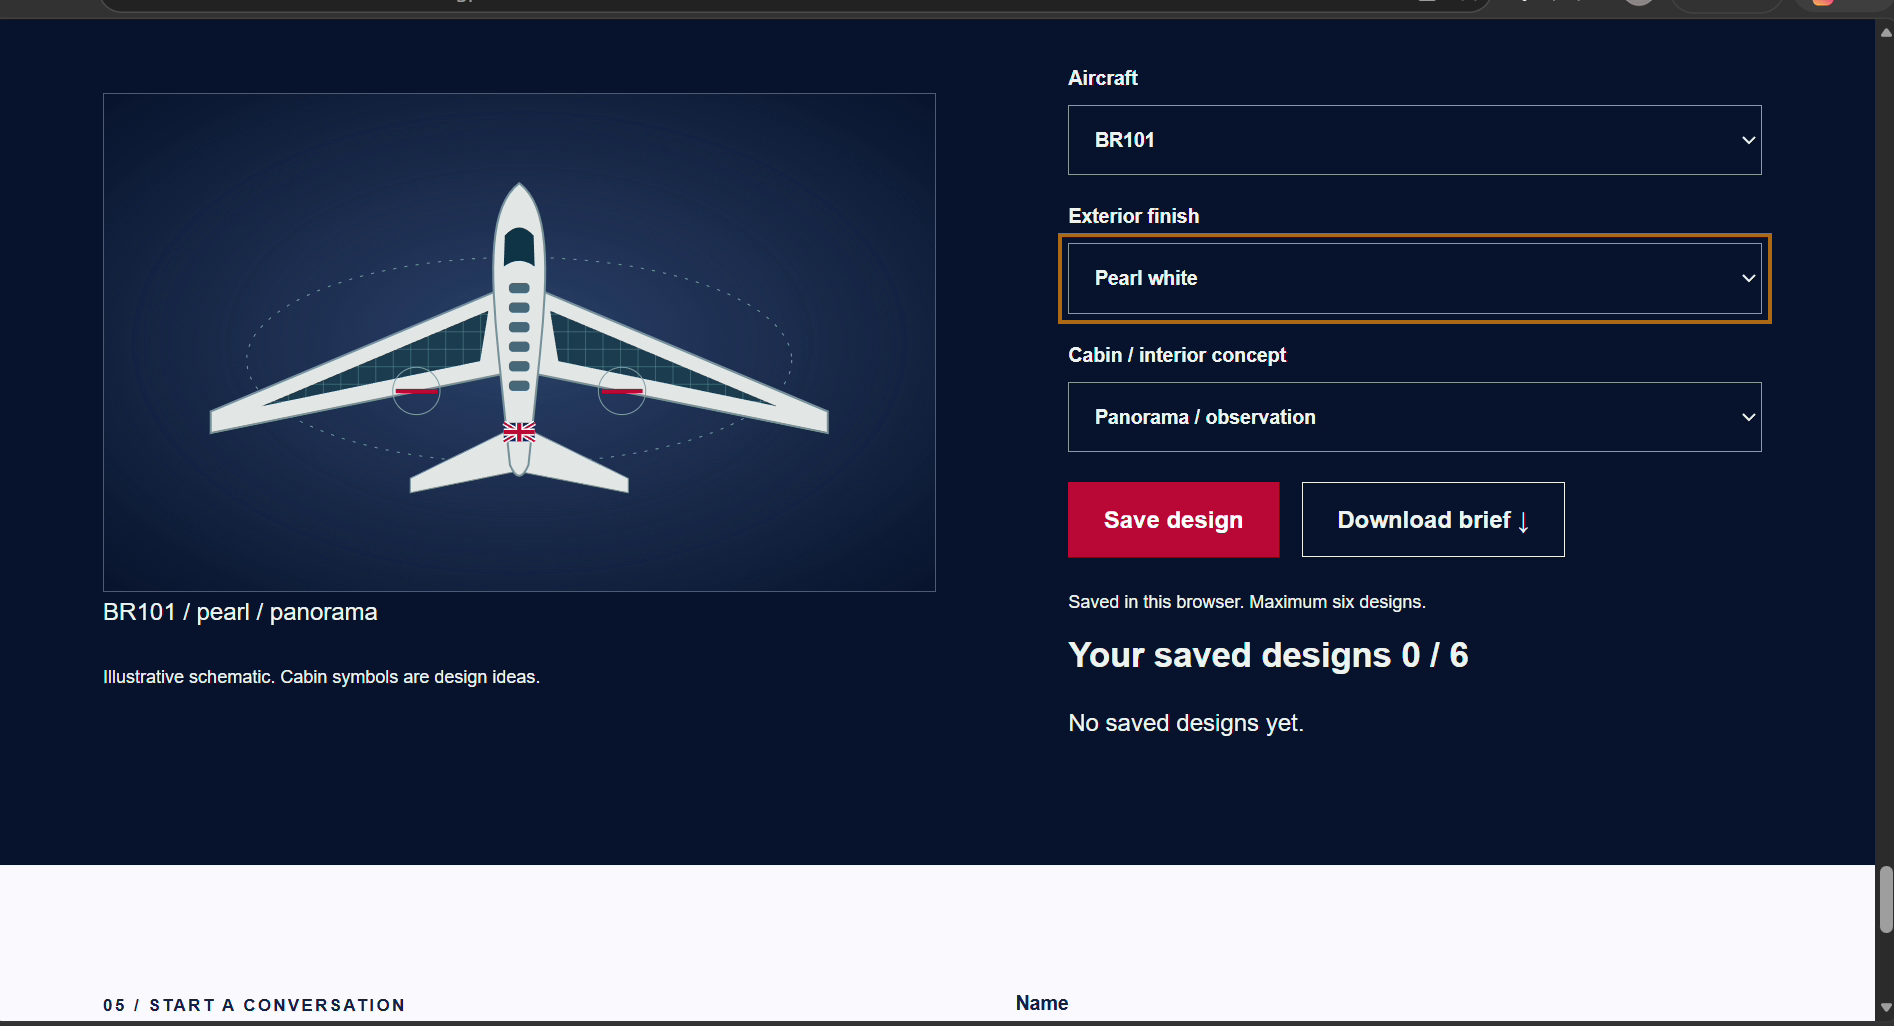 Aircraft
BR101
Exterior finish
Pearl white
Cabin / interior concept
Panorama / observation
Save design
Download brief ↓
Saved in this browser. Maximum six designs.
Your saved designs 0 / 6
No saved designs yet.
BR101 / pearl / panorama
Illustrative schematic. Cabin symbols are design ideas.
05 / START A CONVERSATION
Name